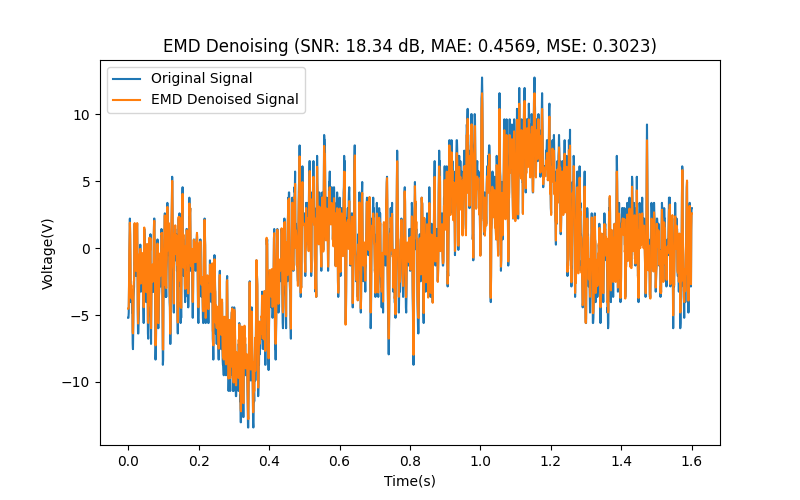 EMD Denoising (SNR: 18.34 dB, MAE: 0.4569, MSE: 0.3023)
Original Signal
EMD Denoised Signal
10
5
0
−5
−10
Voltage(V)
0.0 0.2 0.4 0.6 0.8 1.0 1.2 1.4 1.6
Time(s)